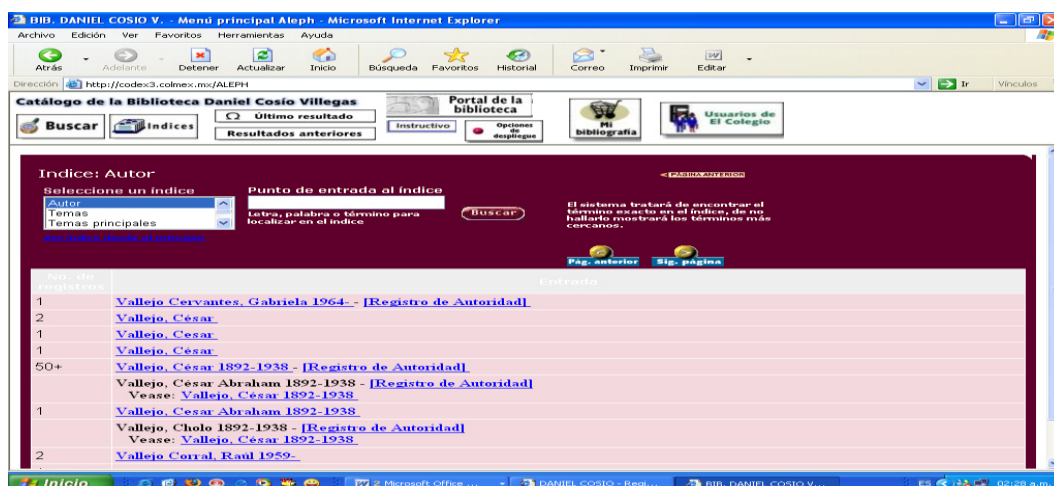 BIB. DANIEL COSIO V. - Menú principal Aleph - Microsoft Internet Explorer
Archivo Edición Ver Favoritos Herramientas Ayuda
Atrás Adelante Detener Actualizar Inicio Búsqueda Favoritos Historial Correo Imprimir Editar
Dirección http://codex3.colmex.mx/ALEPH Ir Vínculos
Catálogo de la Biblioteca Daniel Cosío Villegas
Buscar
Indices
Ω Último resultado
Resultados anteriores
Portal de la biblioteca
Instructivo
Opciones de despliegue
Mi bibliografía
Usuarios de El Colegio
Indice: Autor
< PÁGINA ANTERIOR
Seleccione un índice
Autor
Temas
Temas principales
Punto de entrada al índice
Letra, palabra o término para
localizar en el índice
Buscar
El sistema tratará de encontrar el
término exacto en el índice, de no
hallarlo mostrará los términos más
cercanos.
Pág. anterior Sig. página
No. de registros Entrada
1 Vallejo Cervantes, Gabriela 1964- - [Registro de Autoridad]
2 Vallejo, César
1 Vallejo, Cesar
1 Vallejo, Cesar
50+ Vallejo, César 1892-1938 - [Registro de Autoridad]
Vallejo, César Abraham 1892-1938 - [Registro de Autoridad]
Vease: Vallejo, César 1892-1938
1 Vallejo, Cesar Abraham 1892-1938
Vallejo, Cholo 1892-1938 - [Registro de Autoridad]
Vease: Vallejo, César 1892-1938
2 Vallejo Corral, Raúl 1959-
Inicio 2 Microsoft Office ... DANIEL COSIO - Regi... BIB. DANIEL COSIO V... ES 02:28 a.m.